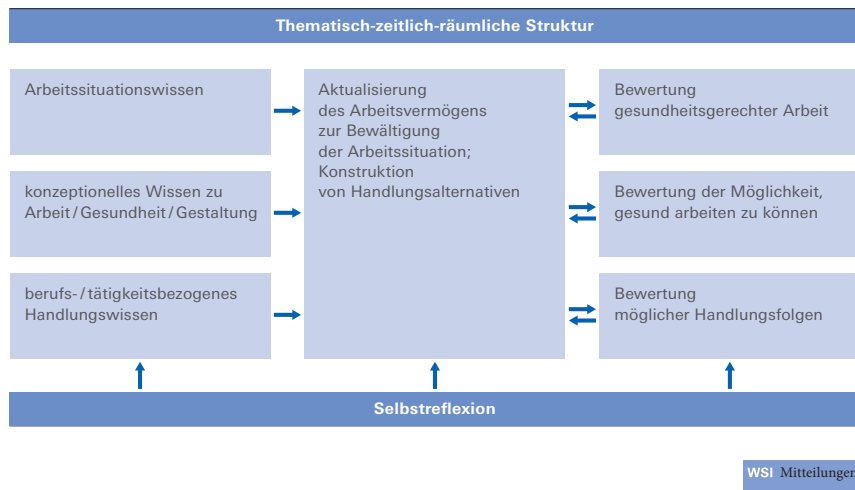 Thematisch-zeitlich-räumliche Struktur
Arbeitssituationswissen
konzeptionelles Wissen zu
Arbeit / Gesundheit / Gestaltung
berufs- / tätigkeitsbezogenes
Handlungswissen
Aktualisierung
des Arbeitsvermögens
zur Bewältigung
der Arbeitssituation;
Konstruktion
von Handlungsalternativen
Bewertung
gesundheitsgerechter Arbeit
Bewertung der Möglichkeit,
gesund arbeiten zu können
Bewertung
möglicher Handlungsfolgen
Selbstreflexion
WSI Mitteilungen